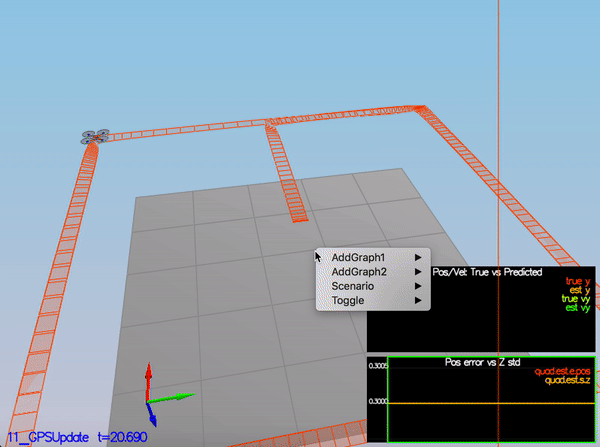 AddGraph1
AddGraph2
Scenario
Toggle
Pos/Vel: True vs Predicted
true y
est y
true vy
est vy
Pos error vs Z std
0.3005
quad.est.e.pos
quad.est.s.z
0.3000
11_GPSUpdate t=20.690